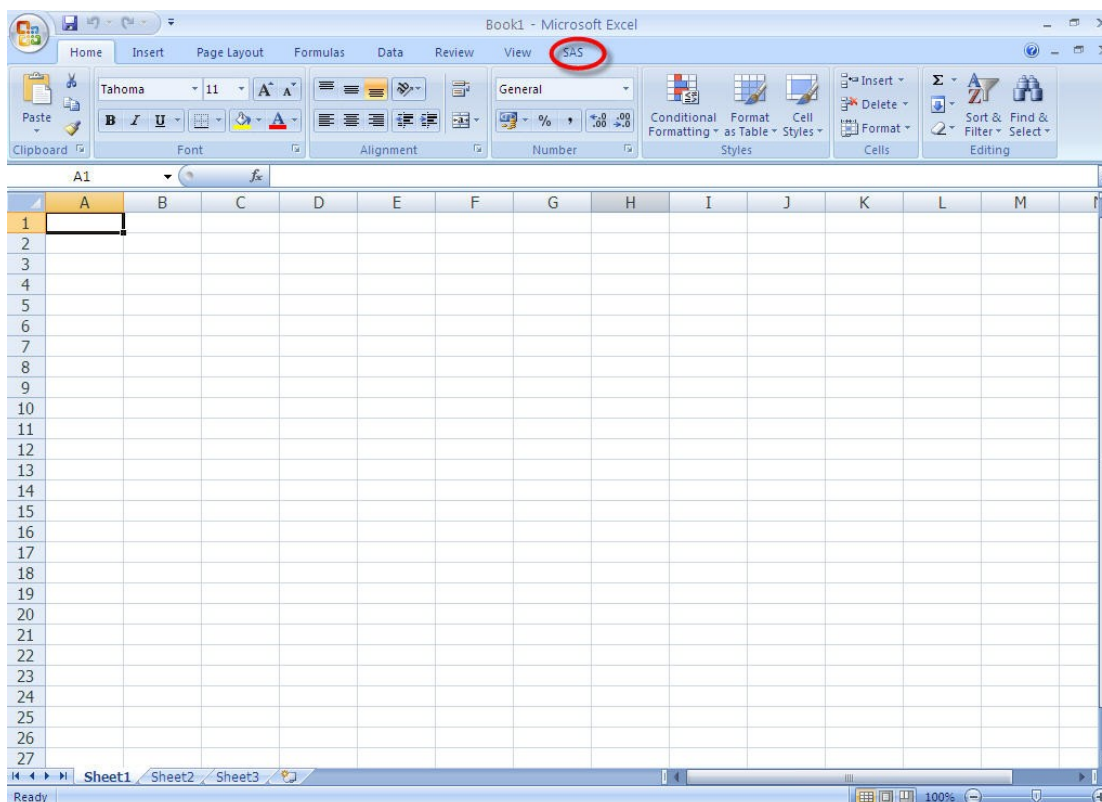 Book1 - Microsoft Excel
Home Insert Page Layout Formulas Data Review View SAS
Paste
Clipboard
Tahoma 11 A A
B I U A
Font
Alignment
General
% , .00
Number
Conditional Formatting
Format as Table
Cell Styles
Styles
Insert
Delete
Format
Cells
Σ
Sort & Filter
Find & Select
Editing
A1 fx
A B C D E F G H I J K L M
1
2
3
4
5
6
7
8
9
10
11
12
13
14
15
16
17
18
19
20
21
22
23
24
25
26
27
Sheet1 Sheet2 Sheet3
Ready 100%